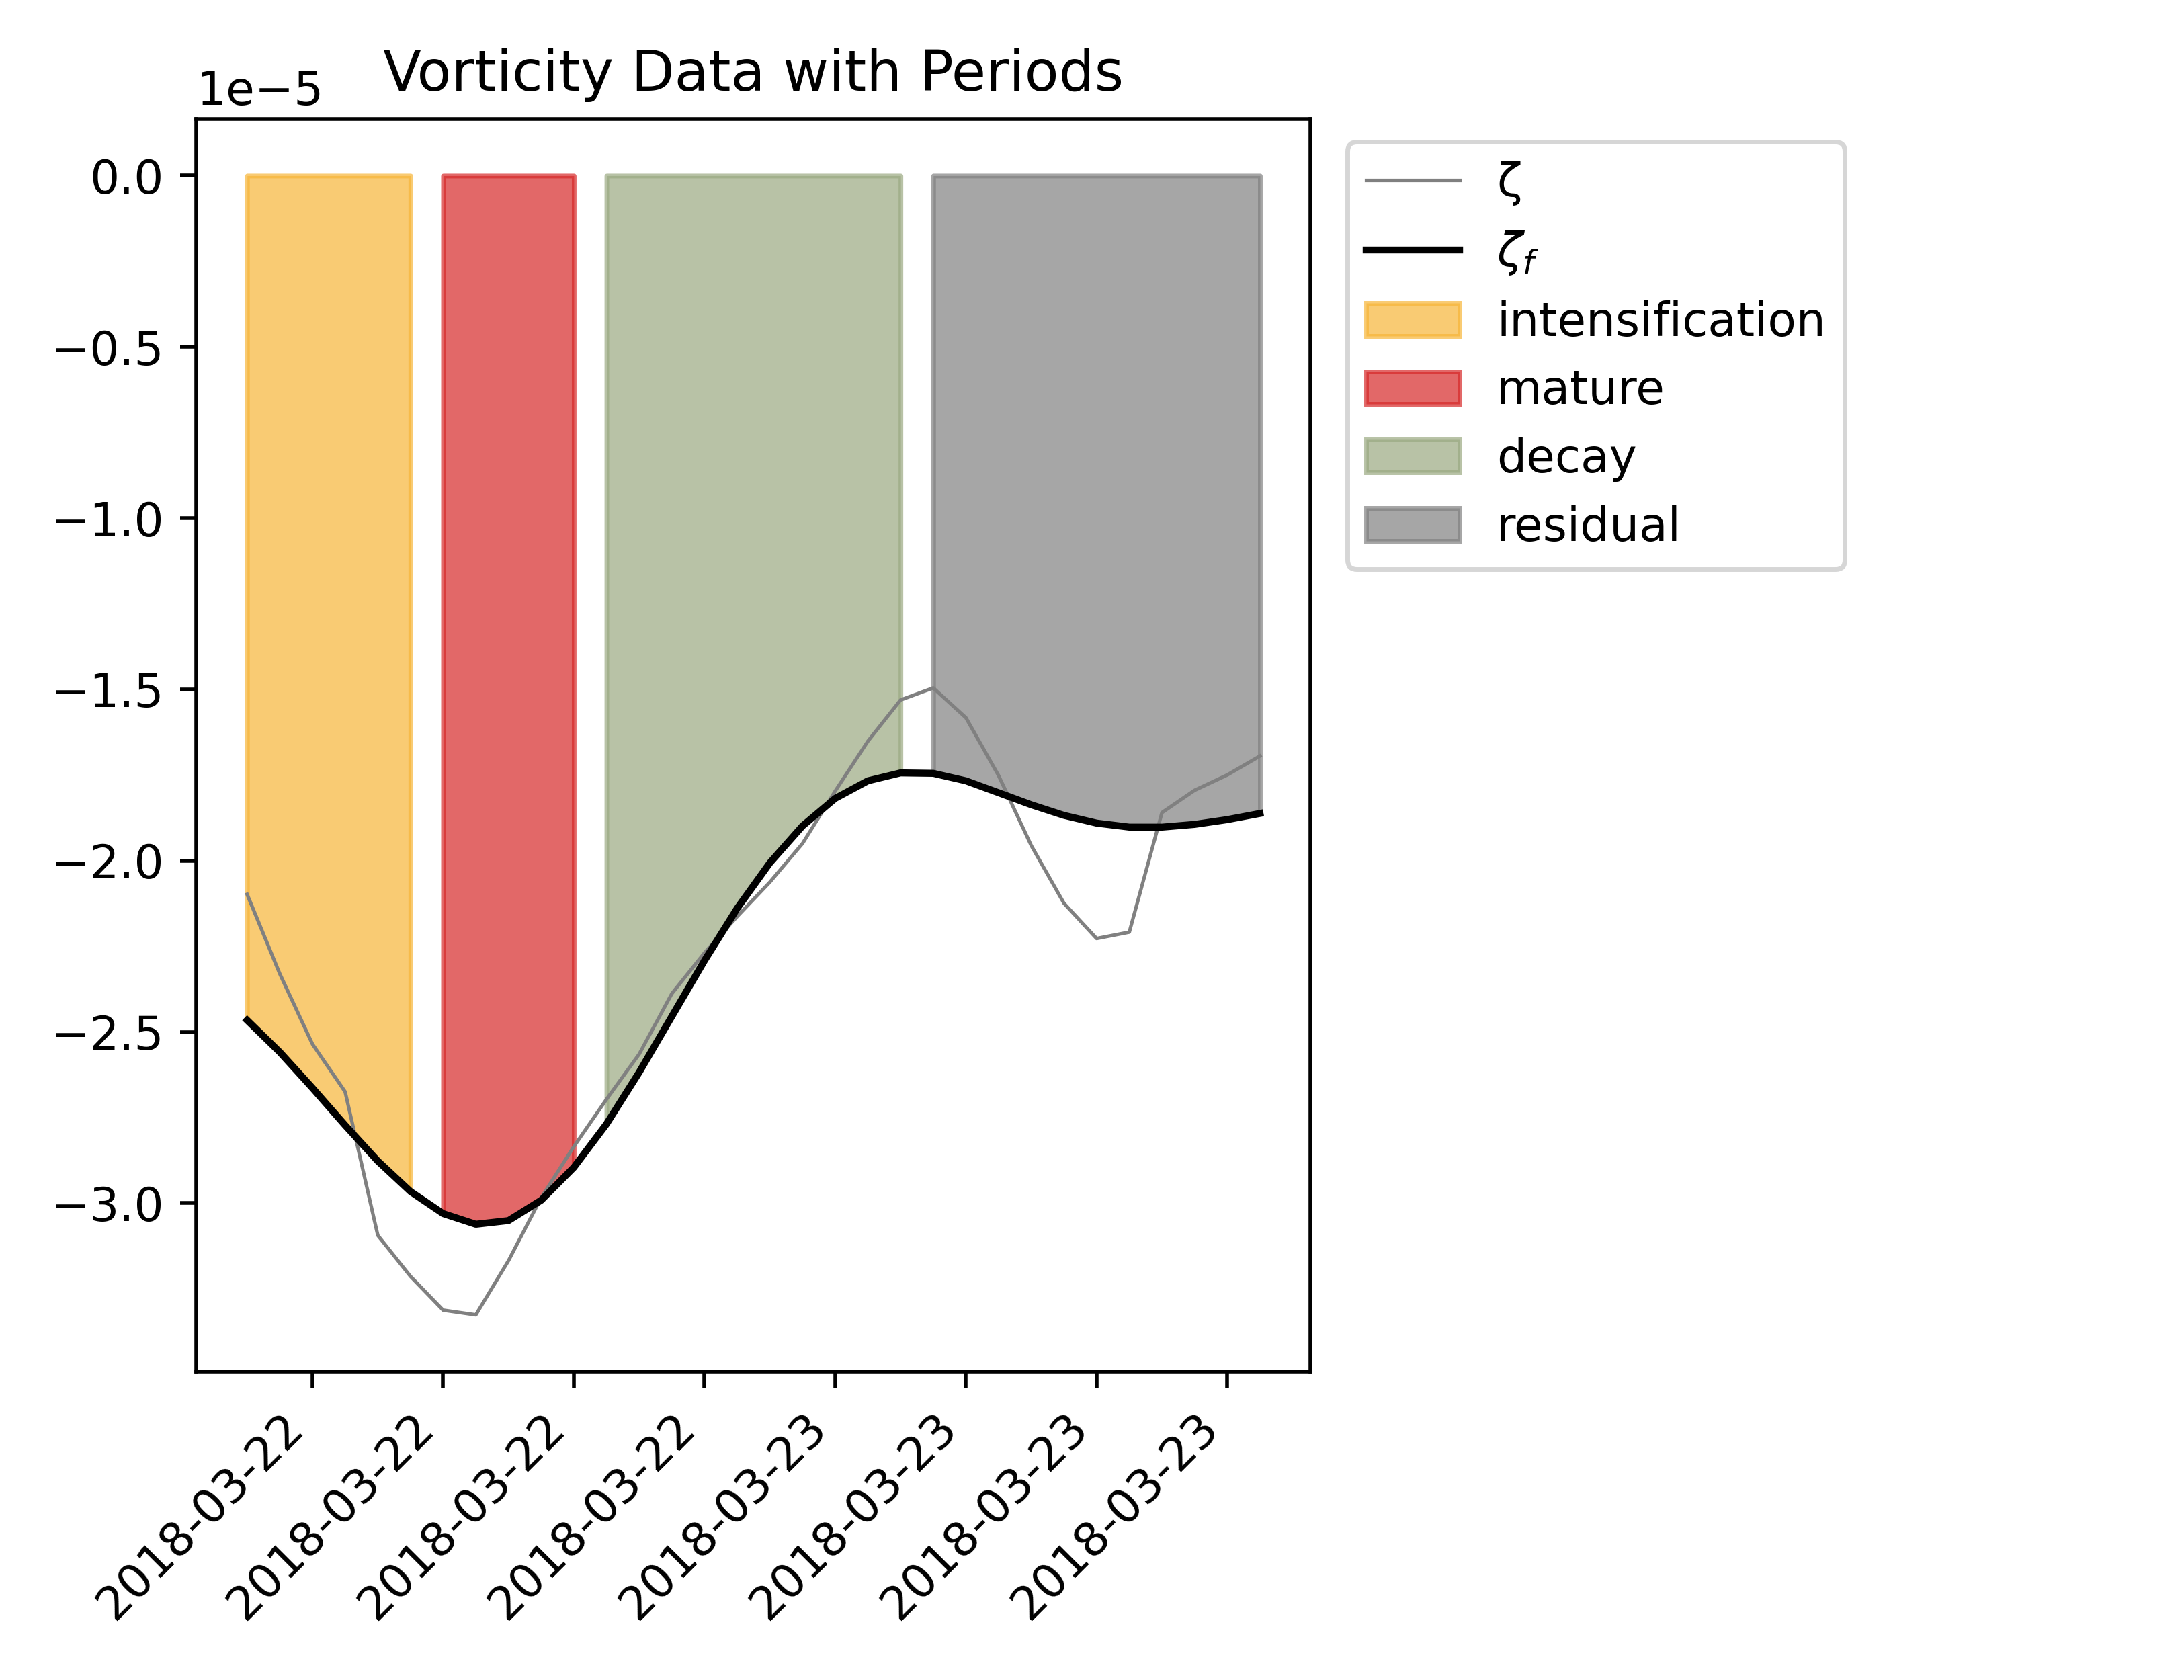 Vorticity Data with Periods
1e−5
0.0
−0.5
−1.0
−1.5
−2.0
−2.5
−3.0
2018-03-22
2018-03-22
2018-03-22
2018-03-22
2018-03-23
2018-03-23
2018-03-23
2018-03-23
ζ
ζf
intensification
mature
decay
residual